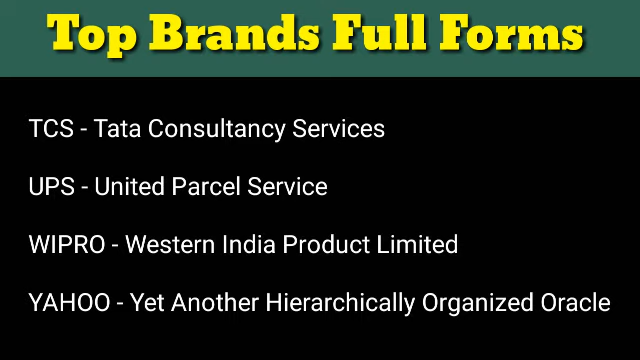 Top Brands Full Forms
TCS - Tata Consultancy Services
UPS - United Parcel Service
WIPRO - Western India Product Limited
YAHOO - Yet Another Hierarchically Organized Oracle